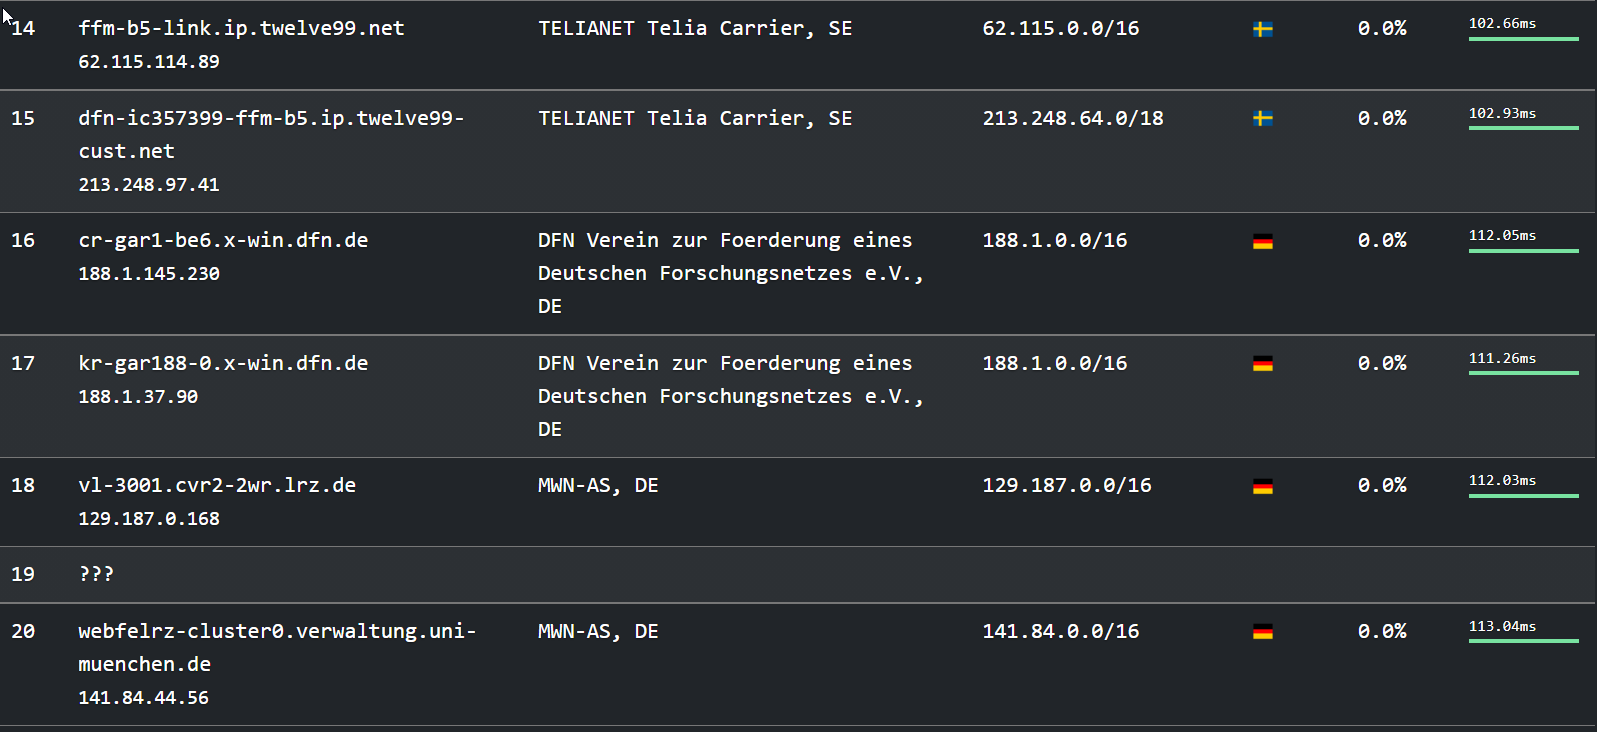 14 ffm-b5-link.ip.twelve99.net TELIANET Telia Carrier, SE 62.115.0.0/16 0.0% 102.66ms
62.115.114.89
15 dfn-ic357399-ffm-b5.ip.twelve99- TELIANET Telia Carrier, SE 213.248.64.0/18 0.0% 102.93ms
cust.net
213.248.97.41
16 cr-gar1-be6.x-win.dfn.de DFN Verein zur Foerderung eines 188.1.0.0/16 0.0% 112.05ms
188.1.145.230 Deutschen Forschungsnetzes e.V.,
DE
17 kr-gar188-0.x-win.dfn.de DFN Verein zur Foerderung eines 188.1.0.0/16 0.0% 111.26ms
188.1.37.90 Deutschen Forschungsnetzes e.V.,
DE
18 vl-3001.cvr2-2wr.lrz.de MWN-AS, DE 129.187.0.0/16 0.0% 112.03ms
129.187.0.168
19 ???
20 webfelrz-cluster0.verwaltung.uni- MWN-AS, DE 141.84.0.0/16 0.0% 113.04ms
muenchen.de
141.84.44.56